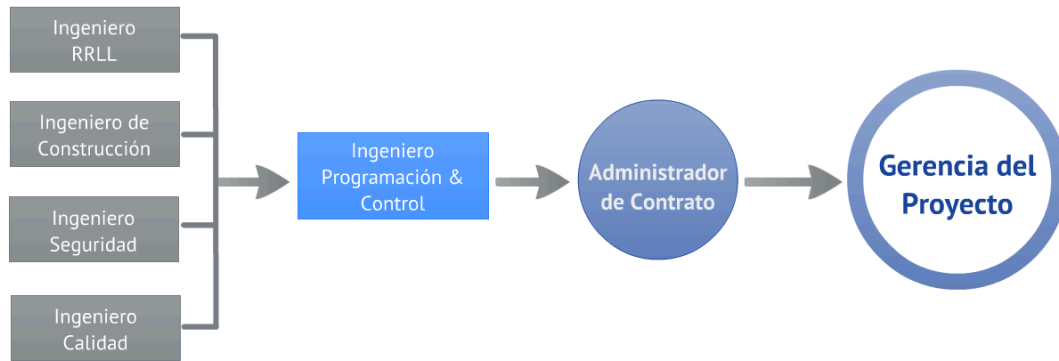 Ingeniero
RRLL
Ingeniero de
Construcción
Ingeniero
Seguridad
Ingeniero
Calidad
Ingeniero
Programación &
Control
Administrador
de Contrato
Gerencia del
Proyecto